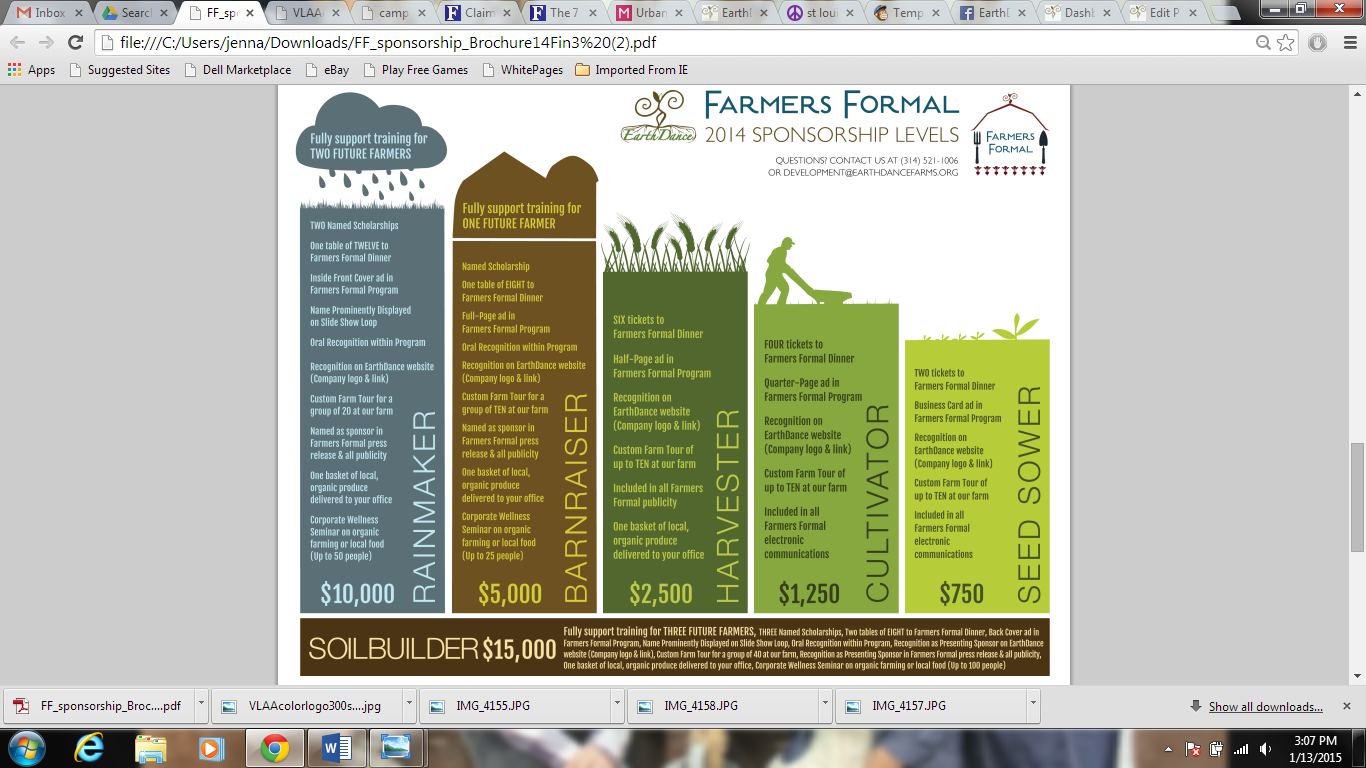 Inbox
Searc
FF_spo
VLAA
camp
Claim
The 7
Urban
EarthD
st loui
Temp
EarthD
Dashb
Edit P
file:///C:/Users/jenna/Downloads/FF_sponsorship_Brochure14Fin3%20(2).pdf
Apps
Suggested Sites
Dell Marketplace
eBay
Play Free Games
WhitePages
Imported From IE
EarthDance
FARMERS FORMAL
2014 SPONSORSHIP LEVELS
QUESTIONS? CONTACT US AT (314) 521-1006
OR DEVELOPMENT@EARTHDANCEFARMS.ORG
FARMERS
FORMAL
Fully support training for
TWO FUTURE FARMERS
TWO Named Scholarships
One table of TWELVE to
Farmers Formal Dinner
Inside Front Cover ad in
Farmers Formal Program
Name Prominently Displayed
on Slide Show Loop
Oral Recognition within Program
Recognition on EarthDance website
(Company logo & link)
Custom Farm Tour for a
group of 20 at our farm
Named as sponsor in
Farmers Formal press
release & all publicity
One basket of local,
organic produce
delivered to your office
Corporate Wellness
Seminar on organic
farming or local food
(Up to 50 people)
$10,000
RAINMAKER
Fully support training for
ONE FUTURE FARMER
Named Scholarship
One table of EIGHT to
Farmers Formal Dinner
Full-Page ad in
Farmers Formal Program
Oral Recognition within Program
Recognition on EarthDance website
(Company logo & link)
Custom Farm Tour for a
group of TEN at our farm
Named as sponsor in
Farmers Formal press
release & all publicity
One basket of local,
organic produce
delivered to your office
Corporate Wellness
Seminar on organic
farming or local food
(Up to 25 people)
$5,000
BARNRAISER
SIX tickets to
Farmers Formal Dinner
Half-Page ad in
Farmers Formal Program
Recognition on
EarthDance website
(Company logo & link)
Custom Farm Tour of
up to TEN at our farm
Included in all Farmers
Formal publicity
One basket of local,
organic produce
delivered to your office
$2,500
HARVESTER
FOUR tickets to
Farmers Formal Dinner
Quarter-Page ad in
Farmers Formal Program
Recognition on
EarthDance website
(Company logo & link)
Custom Farm Tour of
up to TEN at our farm
Included in all
Farmers Formal
electronic
communications
$1,250
CULTIVATOR
TWO tickets to
Farmers Formal Dinner
Business Card ad in
Farmers Formal Program
Recognition on
EarthDance website
(Company logo & link)
Custom Farm Tour of
up to TEN at our farm
Included in all
Farmers Formal
electronic
communications
$750
SEED SOWER
SOILBUILDER $15,000
Fully support training for THREE FUTURE FARMERS, THREE Named Scholarships, Two tables of EIGHT to Farmers Formal Dinner, Back Cover ad in
Farmers Formal Program, Name Prominently Displayed on Slide Show Loop, Oral Recognition within Program, Recognition as Presenting Sponsor on EarthDance
website (Company logo & link), Custom Farm Tour for a group of 40 at our farm, Recognition as Presenting Sponsor in Farmers Formal press release & all publicity,
One basket of local, organic produce delivered to your office, Corporate Wellness Seminar on organic farming or local food (Up to 100 people)
FF_sponsorship_Broc....pdf
VLAAcolorlogo300s....jpg
IMG_4155.JPG
IMG_4158.JPG
IMG_4157.JPG
Show all downloads...
3:07 PM
1/13/2015